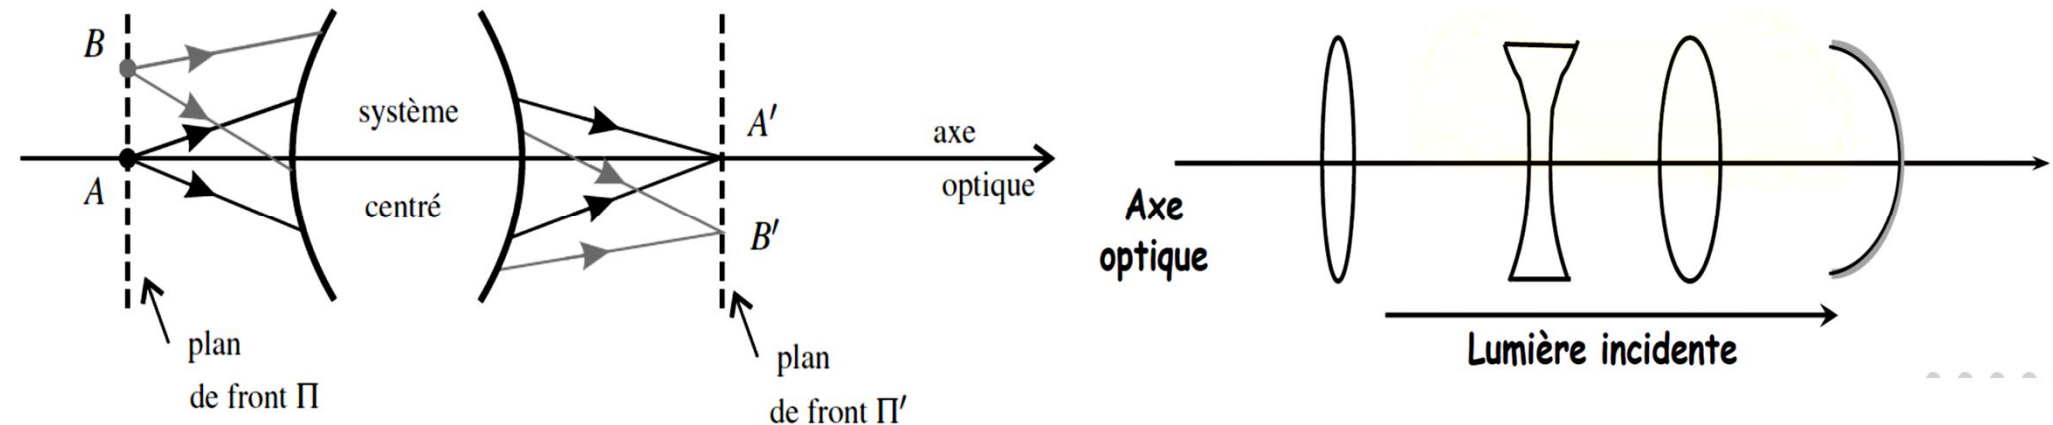 B
A
système
centré
A′
B′
axe
optique
plan
de front Π
plan
de front Π′
Axe
optique
Lumière incidente